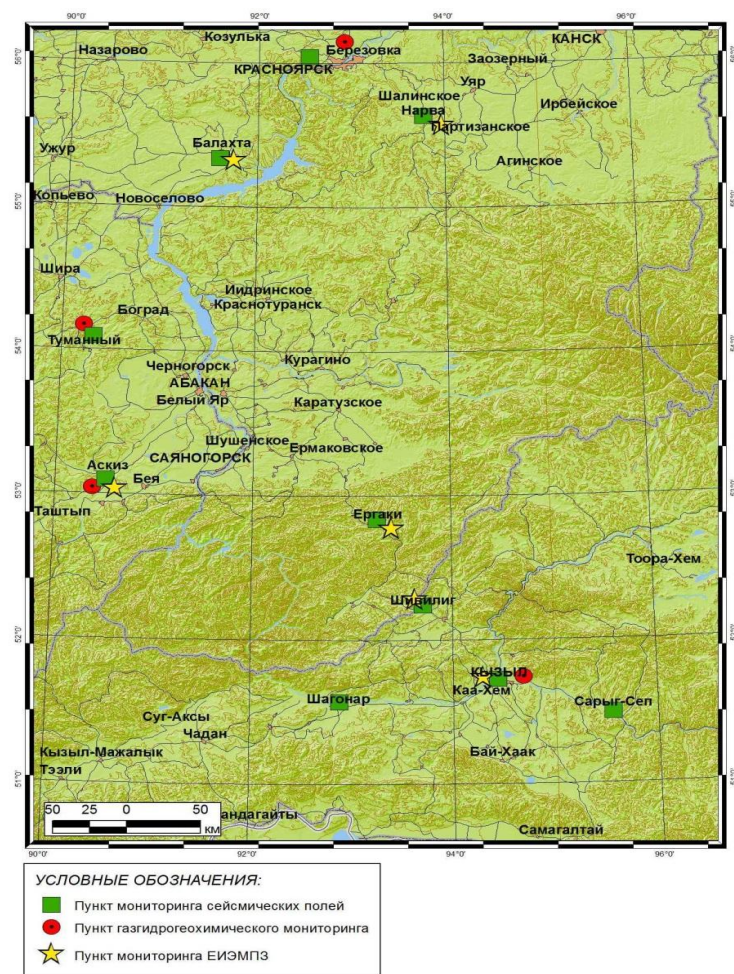 90°0' 92°0' 94°0' 96°0'
Козулька КАНСК
Назарово Березовка Заозерный
КРАСНОЯРСК
Уяр
Шалинское
Нарва Ирбейское
Партизанское
Балахта
Ужур Агинское
Копьево Новоселово
55°0'
Шира
Иидринское
Боград Краснотуранск
Туманный
54°0'
Черногорск Курагино
АБАКАН
Белый Яр Каратузское
Шушенское Ермаковское
Аскиз САЯНОГОРСК
Бея
53°0'
Таштып Ергаки
Тоора-Хем
Шивилиг
52°0'
КЫЗЫЛ
Шагонар Каа-Хем Сарыг-Сеп
Суг-Аксы
Чадан
Кызыл-Мажалык Бай-Хаак
Тээли
51°0'
50 25 0 50
км
андагайты Самагалтай
90°0' 92°0' 94°0' 96°0'
УСЛОВНЫЕ ОБОЗНАЧЕНИЯ:
Пункт мониторинга сейсмических полей
Пункт газгидрогеохимического мониторинга
Пункт мониторинга ЕИЭМПЗ